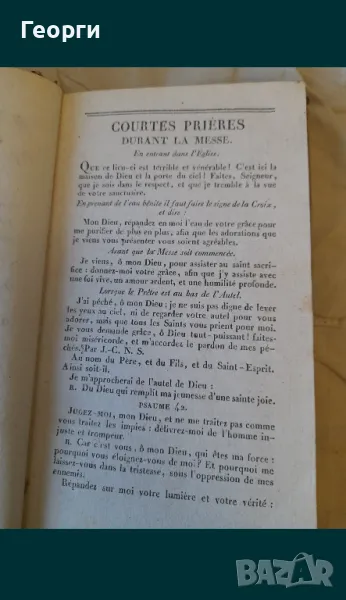 Георги
COURTES PRIÈRES
DURANT LA MESSE.
En entrant dans l'Église.
QUE ce lieu-ci est terrible et vénérable! C'est ici la
maison de Dieu et la porte du ciel! Faites, Seigneur,
que je sois dans le respect, et que je tremble à la vue
de votre sanctuaire.
En prenant de l'eau bénite il faut faire le signe de la Croix,
et dire:
Mon Dieu, répandez en moi l'eau de votre grâce pour
me purifier de plus en plus, afin que les adorations que
je viens vous présenter vous soient agréables.
Avant que la Messe soit commencée.
Je viens, ô mon Dieu, pour assister au saint sacri-
fice: donnez-moi votre grâce, afin que j'y assiste avec
une foi vive, un amour ardent, et une humilité profonde.
Lorsque le Prêtre est au bas de l'Autel.
J'ai péché, ô mon Dieu; je ne suis pas digne de lever
les yeux au ciel, ni de regarder votre autel pour vous
adorer, mais que tous les Saints vous prient pour moi.
Je vous demande grâce, ô Dieu tout-puissant! faites-
moi miséricorde, et m'accordez le pardon de mes pé-
chés: Par J.-C. N. S.
Au nom du Père, et du Fils, et du Saint-Esprit.
Ainsi soit-il.
Je m'approcherai de l'autel de Dieu:
R. Du Dieu qui remplit ma jeunesse d'une sainte joie.
PSAUME 42.
JUGEZ-MOI, mon Dieu, et ne me traitez pas comme
vous traitez les impies: délivrez-moi de l'homme in-
juste et trompeur.
R. Car c'est vous, ô mon Dieu, qui êtes ma force:
pourquoi vous éloignez-vous de moi? Et pourquoi me
laissez-vous dans la tristesse, sous l'oppression de mes
ennemis.
Répandez sur moi votre lumière et votre vérité:
BAZAR